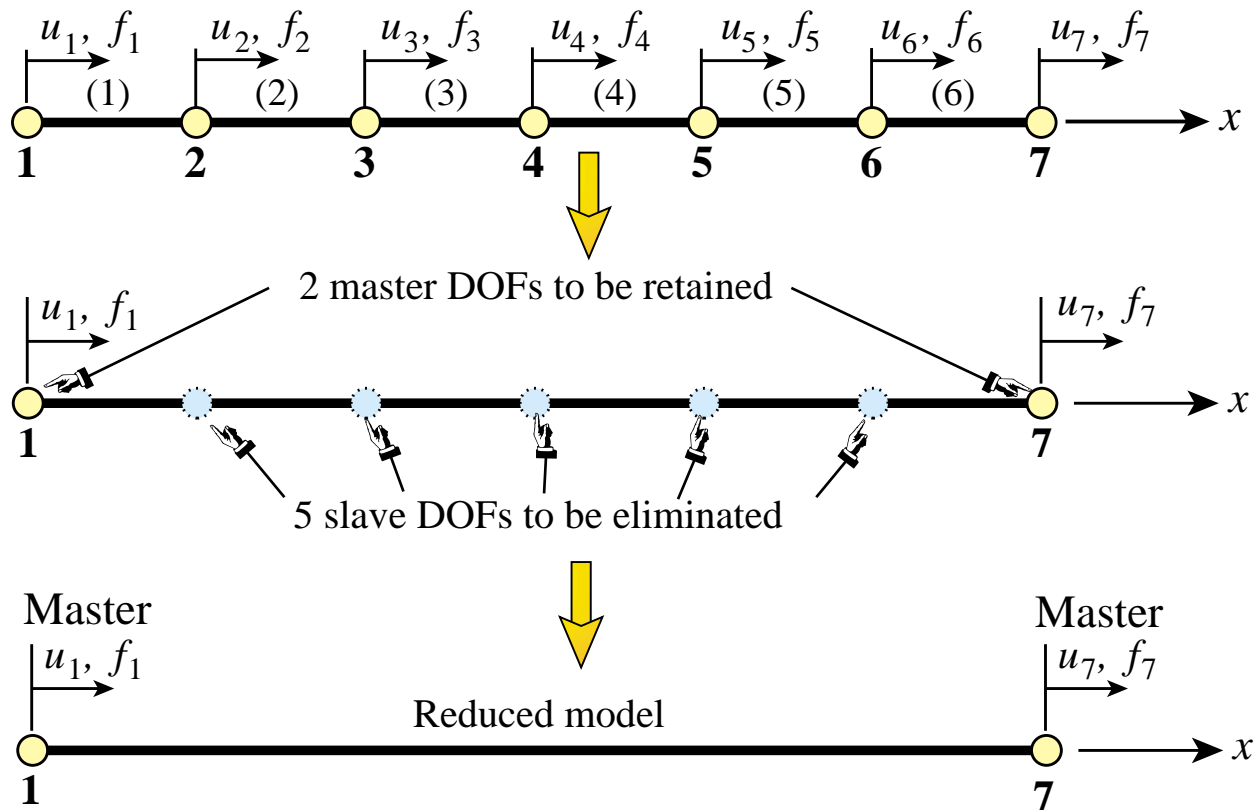 u1, f1 u2, f2 u3, f3 u4, f4 u5, f5 u6, f6 u7, f7
(1) (2) (3) (4) (5) (6)
x
1 2 3 4 5 6 7
2 master DOFs to be retained
u1, f1 u7, f7
x
1 7
5 slave DOFs to be eliminated
Master Master
u1, f1 u7, f7
Reduced model
x
1 7